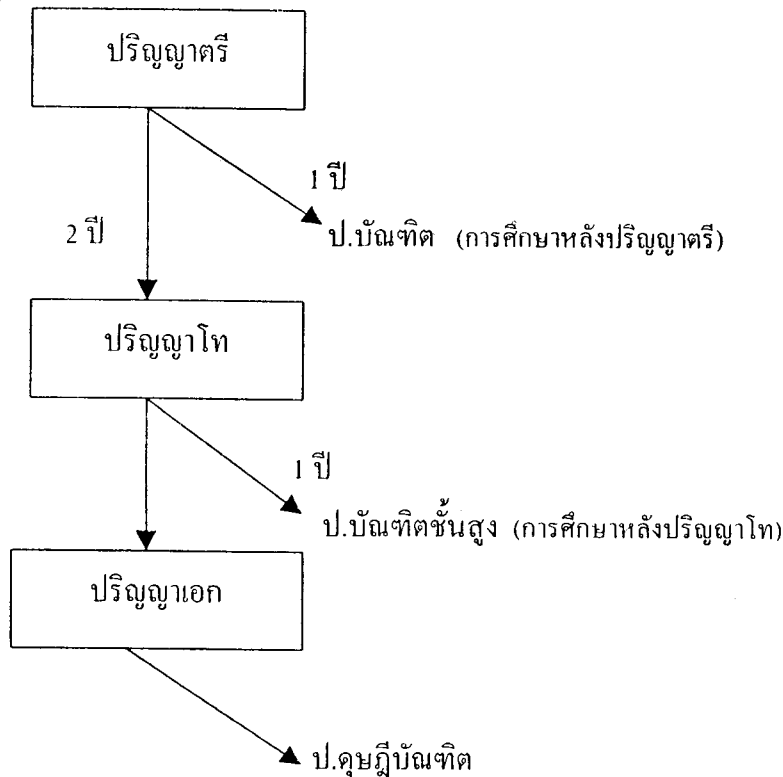 ปริญญาตรี
1 ปี
2 ปี
ป.บัณฑิต (การศึกษาหลังปริญญาตรี)
ปริญญาโท
1 ปี
ป.บัณฑิตชั้นสูง (การศึกษาหลังปริญญาโท)
ปริญญาเอก
ป.ดุษฎีบัณฑิต